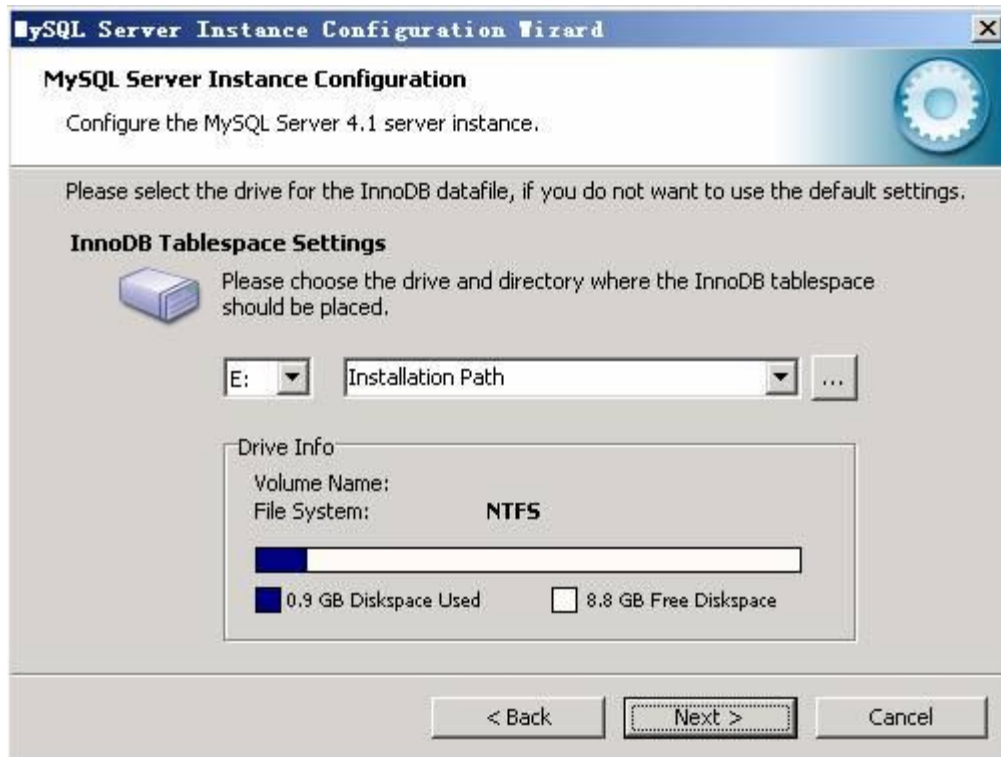 MySQL Server Instance Configuration Wizard
MySQL Server Instance Configuration
Configure the MySQL Server 4.1 server instance.
Please select the drive for the InnoDB datafile, if you do not want to use the default settings.
InnoDB Tablespace Settings
Please choose the drive and directory where the InnoDB tablespace
should be placed.
E: Installation Path ...
Drive Info
Volume Name:
File System: NTFS
0.9 GB Diskspace Used 8.8 GB Free Diskspace
< Back Next > Cancel